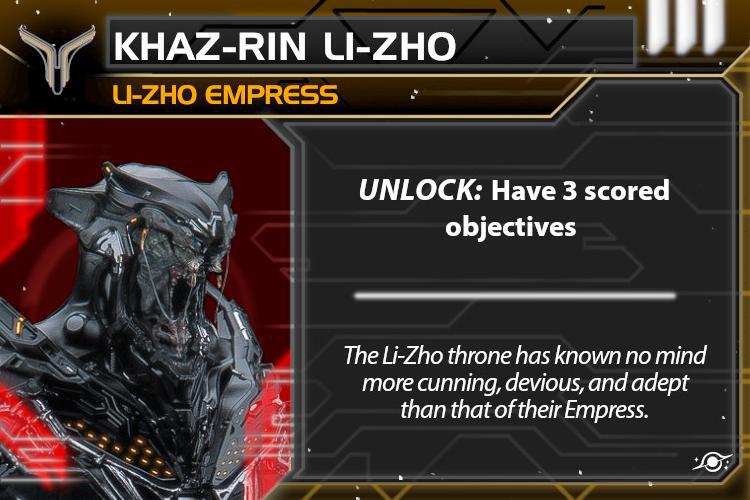 KHAZ-RIN LI-ZHO
LI-ZHO EMPRESS
UNLOCK: Have 3 scored
objectives
The Li-Zho throne has known no mind
more cunning, devious, and adept
than that of their Empress.